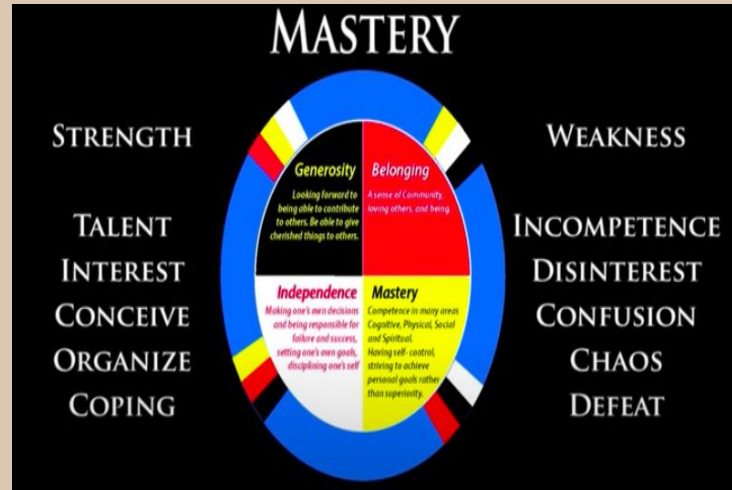 MASTERY
STRENGTH
TALENT
INTEREST
CONCEIVE
ORGANIZE
COPING
Generosity
Looking forward to
being able to contribute
to others. Be able to give
cherished things to others.
Belonging
A sense of Community,
loving others, and being.
Independence
Making one's own decisions
and being responsible for
failure and success,
setting one's own goals,
disciplining one's self
Mastery
Competence in many areas
Cognitive, Physical, Social
and Spiritual.
Having self- control,
striving to achieve
personal goals rather
than superiority.
WEAKNESS
INCOMPETENCE
DISINTEREST
CONFUSION
CHAOS
DEFEAT